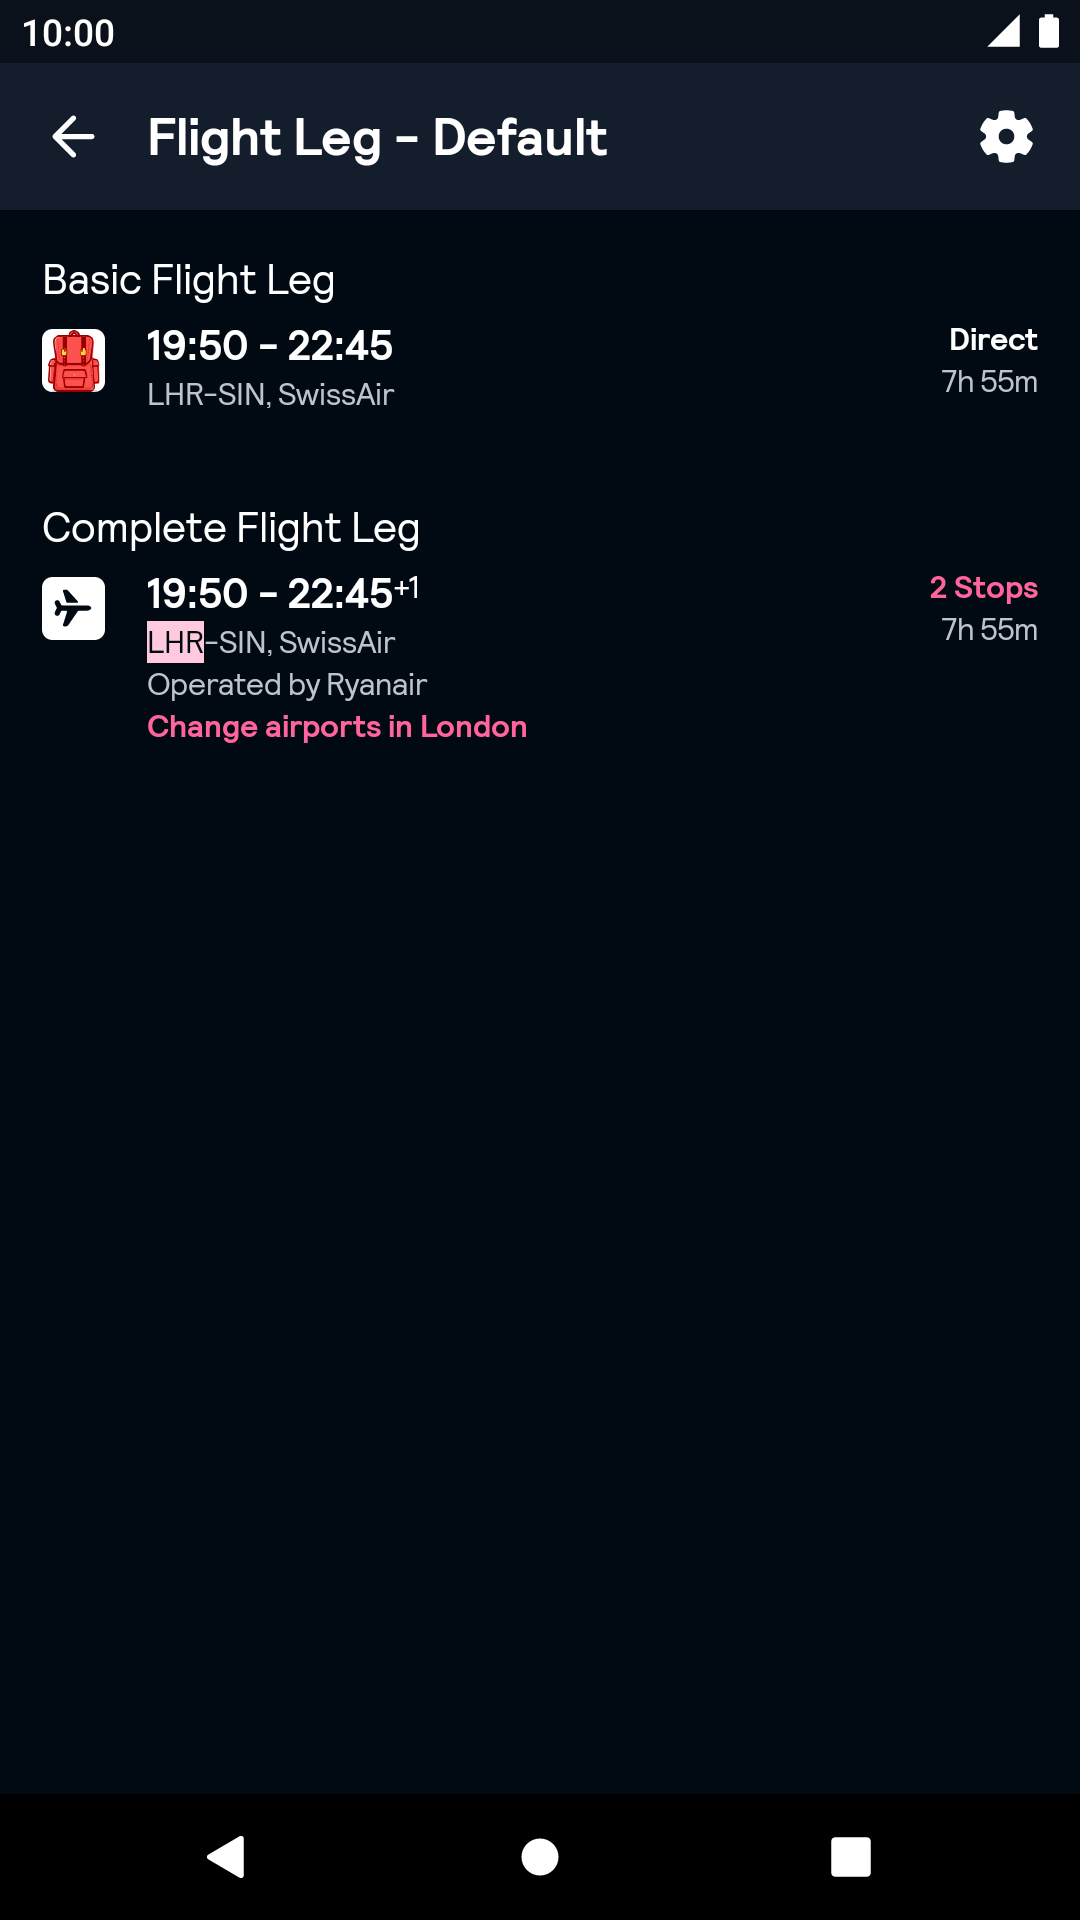 10:00
Flight Leg - Default
Basic Flight Leg
19:50 - 22:45
Direct
LHR-SIN, SwissAir
7h 55m
Complete Flight Leg
19:50 - 22:45+1
2 Stops
LHR-SIN, SwissAir
7h 55m
Operated by Ryanair
Change airports in London